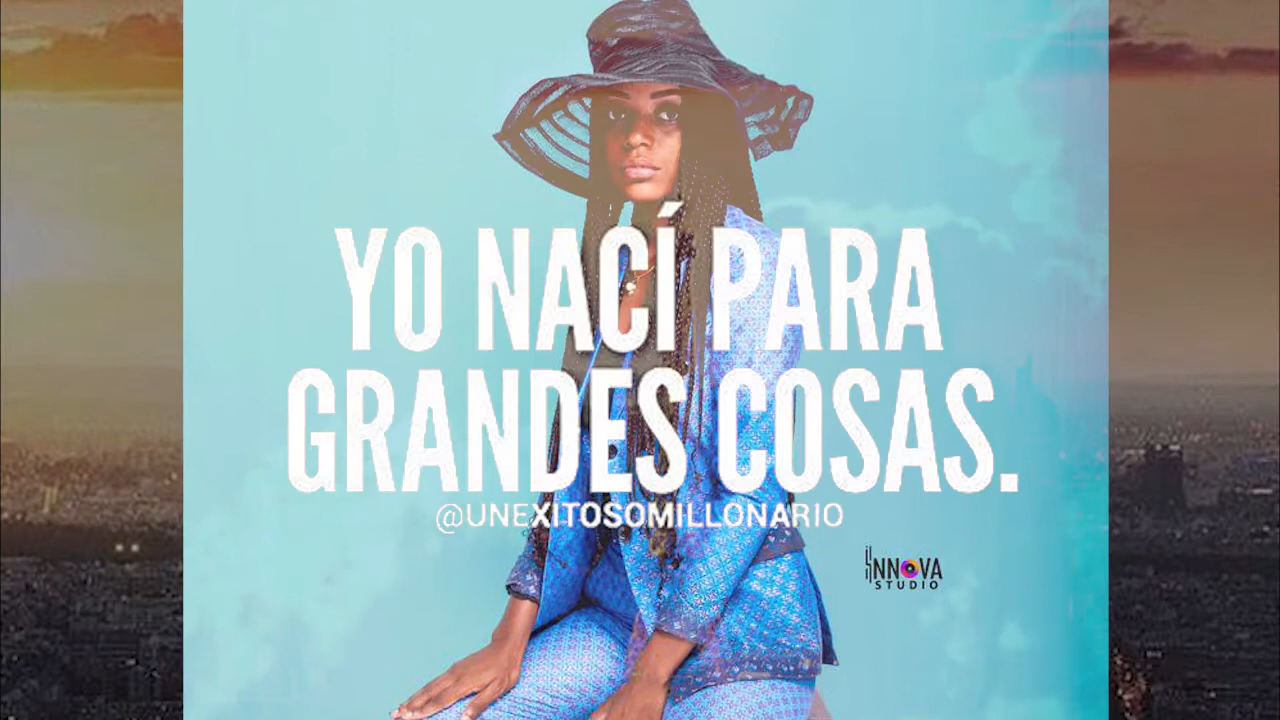 YO NACÍ PARA
GRANDES COSAS.
@UNEXITOSOMILLONARIO
INNOVA
STUDIO